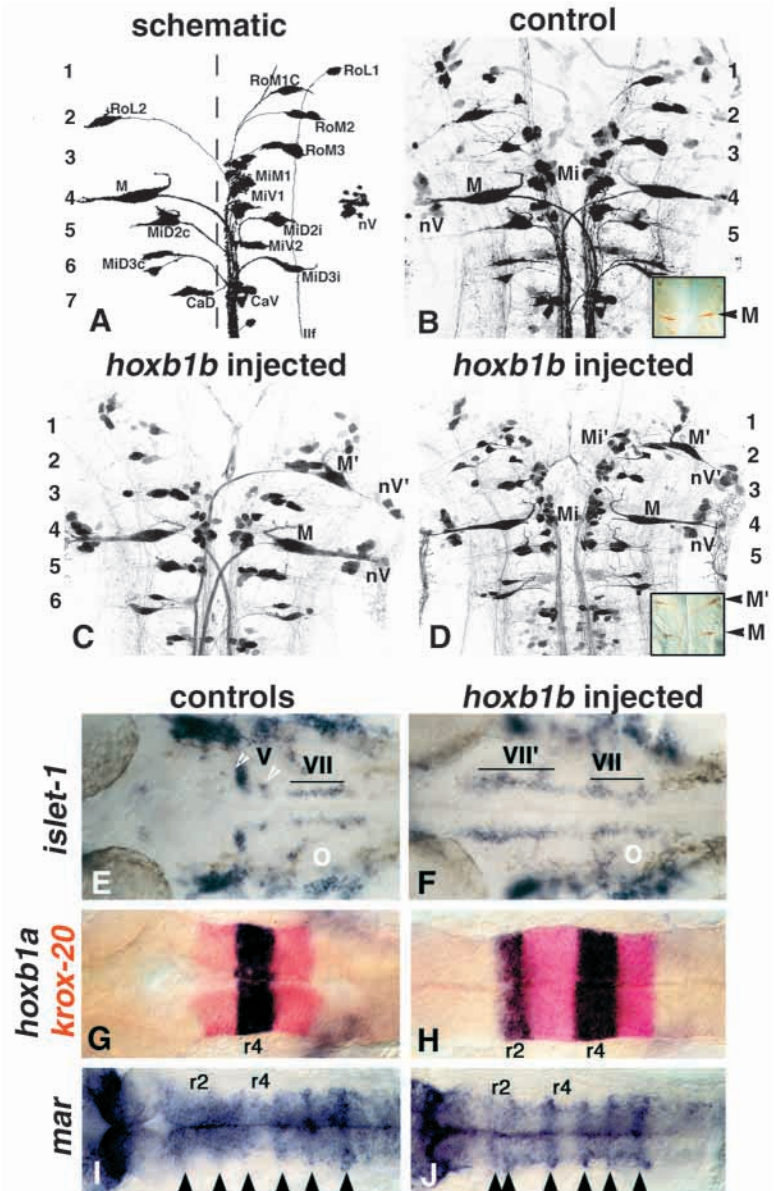 schematic
control
1
RoL1
RoM1C
1
2
RoL2
RoM2
2
3
RoM3
3
MiM1
Mi
4
M
MiV1
M
4
nV
nV
5
MiD2c
MiD2i
5
MiV2
6
MiD3c
MiD3i
6
7
CaD
CaV
7
A
llf
B
M
hoxb1b injected
hoxb1b injected
1
Mi'
M'
1
2
M'
2
nV'
nV'
3
3
4
M
Mi
M
4
nV
nV
5
5
6
M'
C
D
M
controls
hoxb1b injected
islet-1
V
VII
VII'
VII
E
O
F
O
hoxb1a
krox-20
G
r4
H
r2
r4
mar
r2
r4
r2
r4
I
J